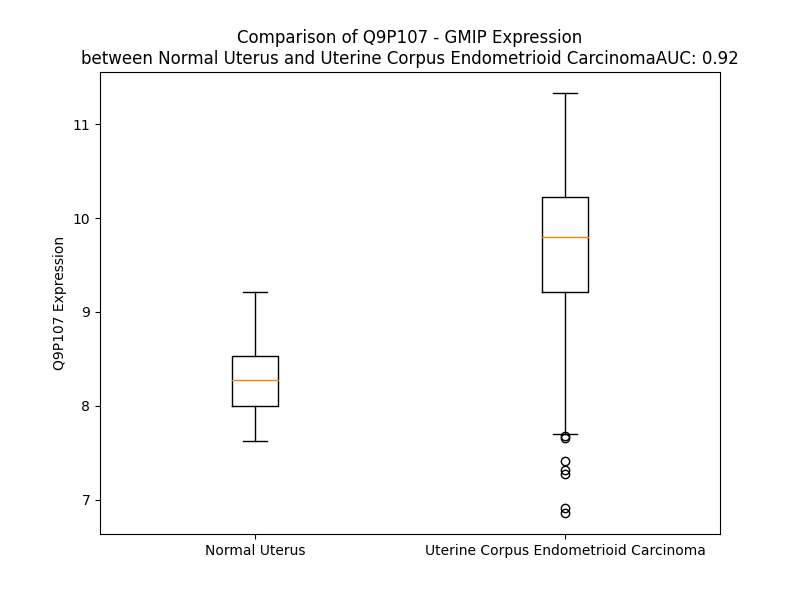 Comparison of Q9P107 - GMIP Expression
between Normal Uterus and Uterine Corpus Endometrioid CarcinomaAUC: 0.92
11
10
9
8
7
Q9P107 Expression
Normal Uterus
Uterine Corpus Endometrioid Carcinoma